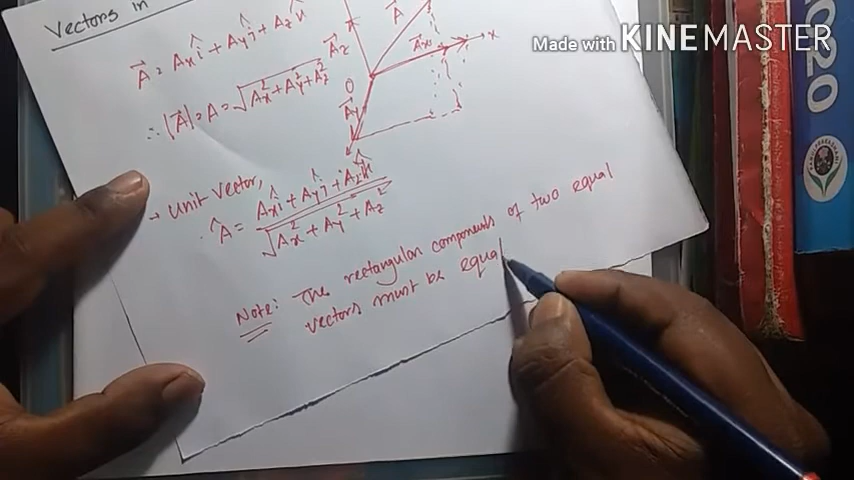 Vectors in
A⃗ = Axî + Ayĵ + Azk̂
∴ |A⃗| = A = √(Ax² + Ay² + Az²)
→ Unit Vector,
Â = (Axî + Ayĵ + Azk̂) / √(Ax² + Ay² + Az²)
Note: The rectangular components of two equal
vectors must be equal
A⃗z
A⃗
A⃗x
x
O
A⃗y
Made with KINEMASTER
2020